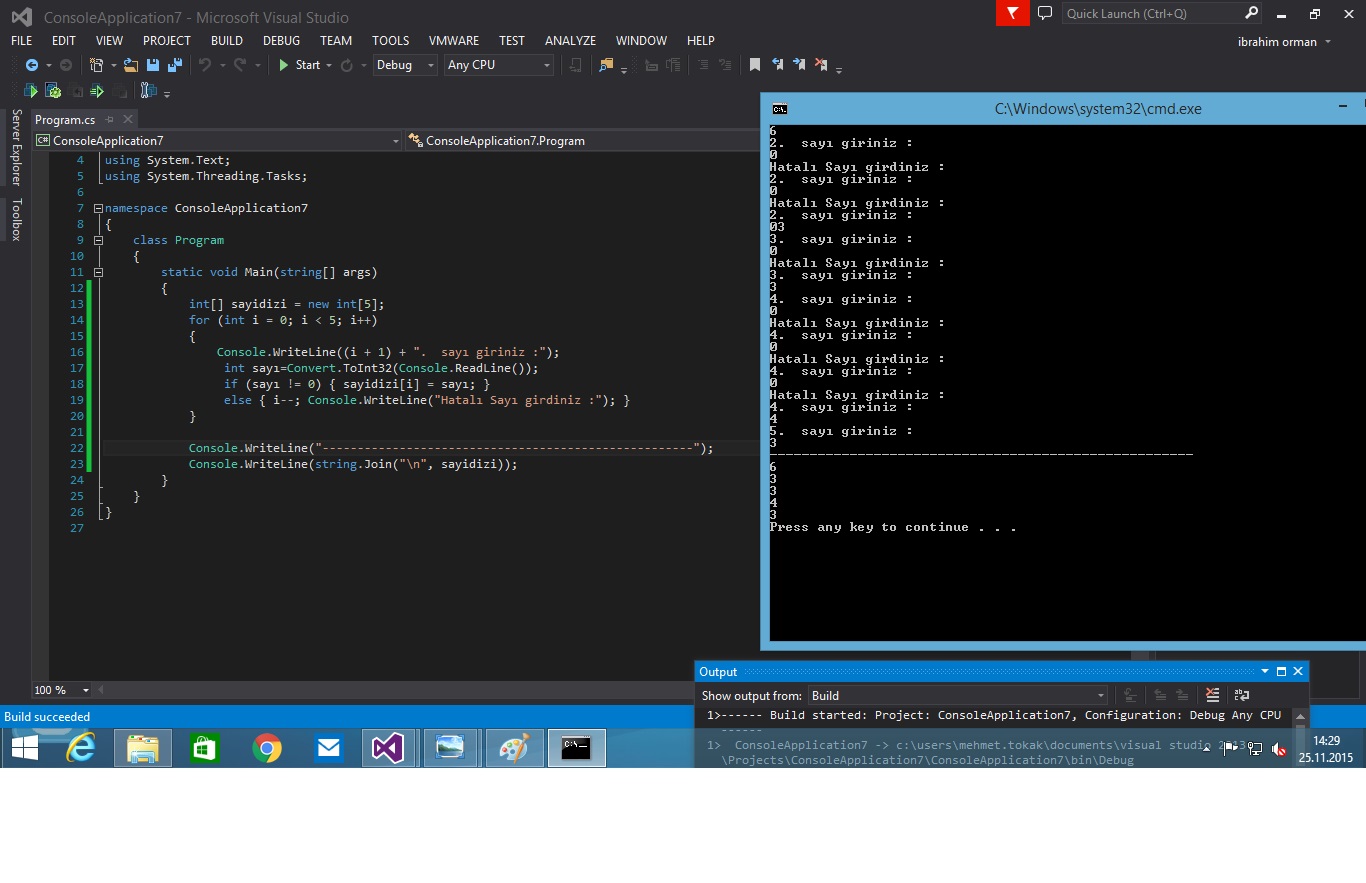 ConsoleApplication7 - Microsoft Visual Studio
Quick Launch (Ctrl+Q)
FILE EDIT VIEW PROJECT BUILD DEBUG TEAM TOOLS VMWARE TEST ANALYZE WINDOW HELP
ibrahim orman
Start Debug Any CPU
Server Explorer
Toolbox
Program.cs
ConsoleApplication7
ConsoleApplication7.Program
4 using System.Text;
5 using System.Threading.Tasks;
6
7 namespace ConsoleApplication7
8 {
9 class Program
10 {
11 static void Main(string[] args)
12 {
13 int[] sayidizi = new int[5];
14 for (int i = 0; i < 5; i++)
15 {
16 Console.WriteLine((i + 1) + ".  sayı giriniz :");
17 int sayı=Convert.ToInt32(Console.ReadLine());
18 if (sayı != 0) { sayidizi[i] = sayı; }
19 else { i--; Console.WriteLine("Hatalı Sayı girdiniz :"); }
20 }
21
22 Console.WriteLine("-----------------------------------------------------");
23 Console.WriteLine(string.Join("\n", sayidizi));
24 }
25 }
26 }
27
100 %
C:\Windows\system32\cmd.exe
6
2.  sayı giriniz :
0
Hatalı Sayı girdiniz :
2.  sayı giriniz :
0
Hatalı Sayı girdiniz :
2.  sayı giriniz :
03
3.  sayı giriniz :
0
Hatalı Sayı girdiniz :
3.  sayı giriniz :
3
4.  sayı giriniz :
0
Hatalı Sayı girdiniz :
4.  sayı giriniz :
0
Hatalı Sayı girdiniz :
4.  sayı giriniz :
0
Hatalı Sayı girdiniz :
4.  sayı giriniz :
4
5.  sayı giriniz :
3
-----------------------------------------------------
6
3
3
4
3
Press any key to continue . . .
Output
Show output from: Build
1>------ Build started: Project: ConsoleApplication7, Configuration: Debug Any CPU
------
1>  ConsoleApplication7 -> c:\users\mehmet.tokak\documents\visual studio 2013
\Projects\ConsoleApplication7\ConsoleApplication7\bin\Debug
Build succeeded
14:29
25.11.2015